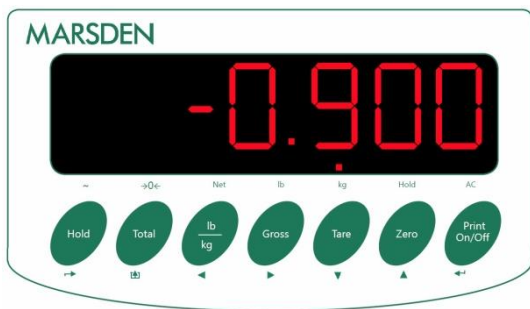 MARSDEN
-0.900
~ →0← Net lb kg Hold AC
Hold Total lb/kg Gross Tare Zero Print On/Off